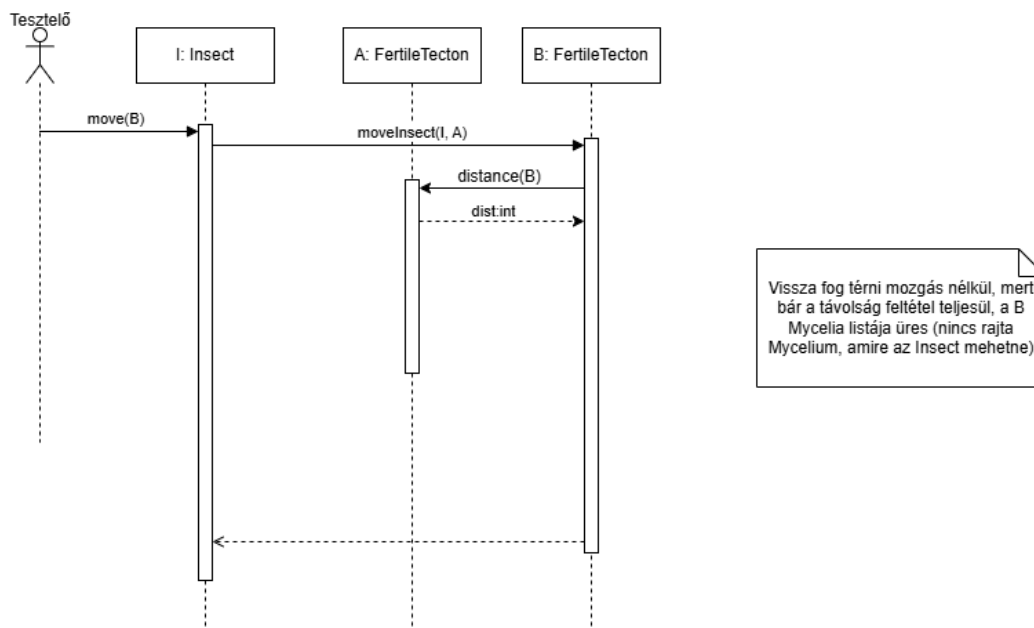 Tesztelő
I: Insect
A: FertileTecton
B: FertileTecton
move(B)
moveInsect(I, A)
distance(B)
dist:int
Vissza fog térni mozgás nélkül, mert
bár a távolság feltétel teljesül, a B
Mycelia listája üres (nincs rajta
Mycelium, amire az Insect mehetne)